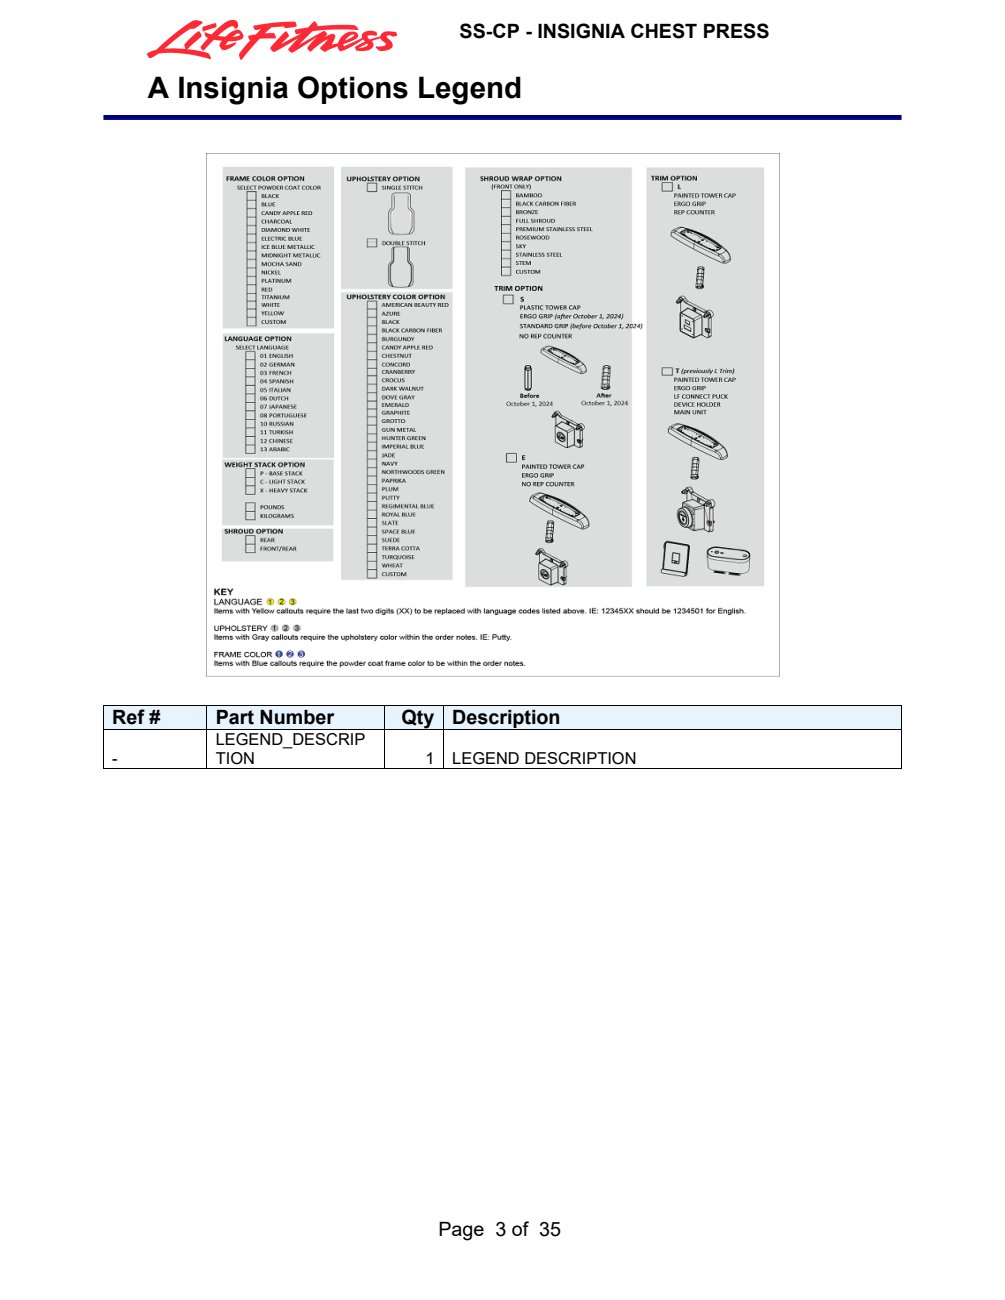 Life Fitness
SS-CP - INSIGNIA CHEST PRESS
A Insignia Options Legend
FRAME COLOR OPTION
SELECT POWDER COAT COLOR
BLACK
BLUE
CANDY APPLE RED
CHARCOAL
DIAMOND WHITE
ELECTRIC BLUE
ICE BLUE METALLIC
MIDNIGHT METALLIC
MOCHA SAND
NICKEL
PLATINUM
RED
TITANIUM
WHITE
YELLOW
CUSTOM
LANGUAGE OPTION
SELECT LANGUAGE
01 ENGLISH
02 GERMAN
03 FRENCH
04 SPANISH
05 ITALIAN
06 DUTCH
07 JAPANESE
08 PORTUGUESE
10 RUSSIAN
11 TURKISH
12 CHINESE
13 ARABIC
WEIGHT STACK OPTION
P - BASE STACK
C - LIGHT STACK
X - HEAVY STACK
POUNDS
KILOGRAMS
SHROUD OPTION
REAR
FRONT/REAR
UPHOLSTERY OPTION
SINGLE STITCH
DOUBLE STITCH
UPHOLSTERY COLOR OPTION
AMERICAN BEAUTY RED
AZURE
BLACK
BLACK CARBON FIBER
BURGUNDY
CANDY APPLE RED
CHESTNUT
CONCORD
CRANBERRY
CROCUS
DARK WALNUT
DOVE GRAY
EMERALD
GRAPHITE
GROTTO
GUN METAL
HUNTER GREEN
IMPERIAL BLUE
JADE
NAVY
NORTHWOODS GREEN
PAPRIKA
PLUM
PUTTY
REGIMENTAL BLUE
ROYAL BLUE
SLATE
SPACE BLUE
SUEDE
TERRA COTTA
TURQUOISE
WHEAT
CUSTOM
SHROUD WRAP OPTION
(FRONT ONLY)
BAMBOO
BLACK CARBON FIBER
BRONZE
FULL SHROUD
PREMIUM STAINLESS STEEL
ROSEWOOD
SKY
STAINLESS STEEL
STEM
CUSTOM
TRIM OPTION
S
PLASTIC TOWER CAP
ERGO GRIP (after October 1, 2024)
STANDARD GRIP (before October 1, 2024)
NO REP COUNTER
Before
October 1, 2024
After
October 1, 2024
E
PAINTED TOWER CAP
ERGO GRIP
NO REP COUNTER
TRIM OPTION
L
PAINTED TOWER CAP
ERGO GRIP
REP COUNTER
T (previously L Trim)
PAINTED TOWER CAP
ERGO GRIP
LF CONNECT PUCK
DEVICE HOLDER
MAIN UNIT
KEY
LANGUAGE 1 2 3
Items with Yellow callouts require the last two digits (XX) to be replaced with language codes listed above. IE: 12345XX should be 1234501 for English.
UPHOLSTERY 1 2 3
Items with Gray callouts require the upholstery color within the order notes. IE: Putty.
FRAME COLOR 1 2 3
Items with Blue callouts require the powder coat frame color to be within the order notes.
Ref # Part Number Qty Description
LEGEND_DESCRIP
- TION 1 LEGEND DESCRIPTION
Page 3 of 35